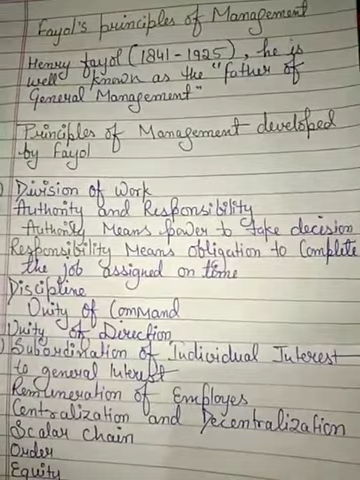 Fayol's principles of Management
Henry fayol (1841-1925), he is
well known as the "father of
General Management"
Principles of Management developed
by Fayol
Division of Work
Authority and Responsibility
Authority Means power to take decision
Responsibility Means obligation to Complete
the job assigned on time
Discipline
Unity of Command
Unity of Direction
Subordination of Individual Interest
to general Interest
Remuneration of Employes
Centralization and Decentralization
Scalar chain
Order
Equity